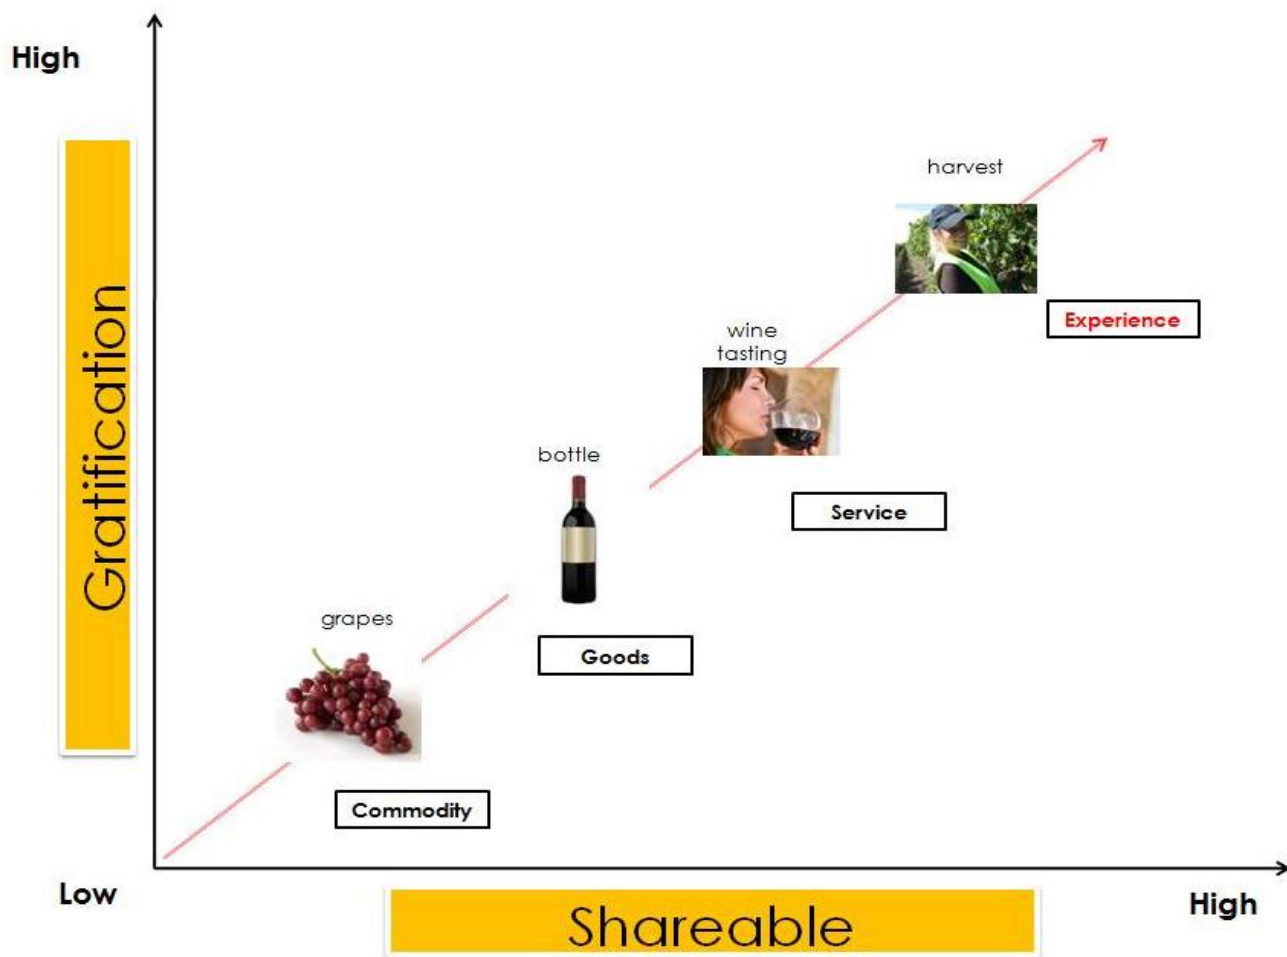 High
harvest
Experience
wine
tasting
bottle
Service
grapes
Goods
Gratification
Commodity
Low
High
Shareable